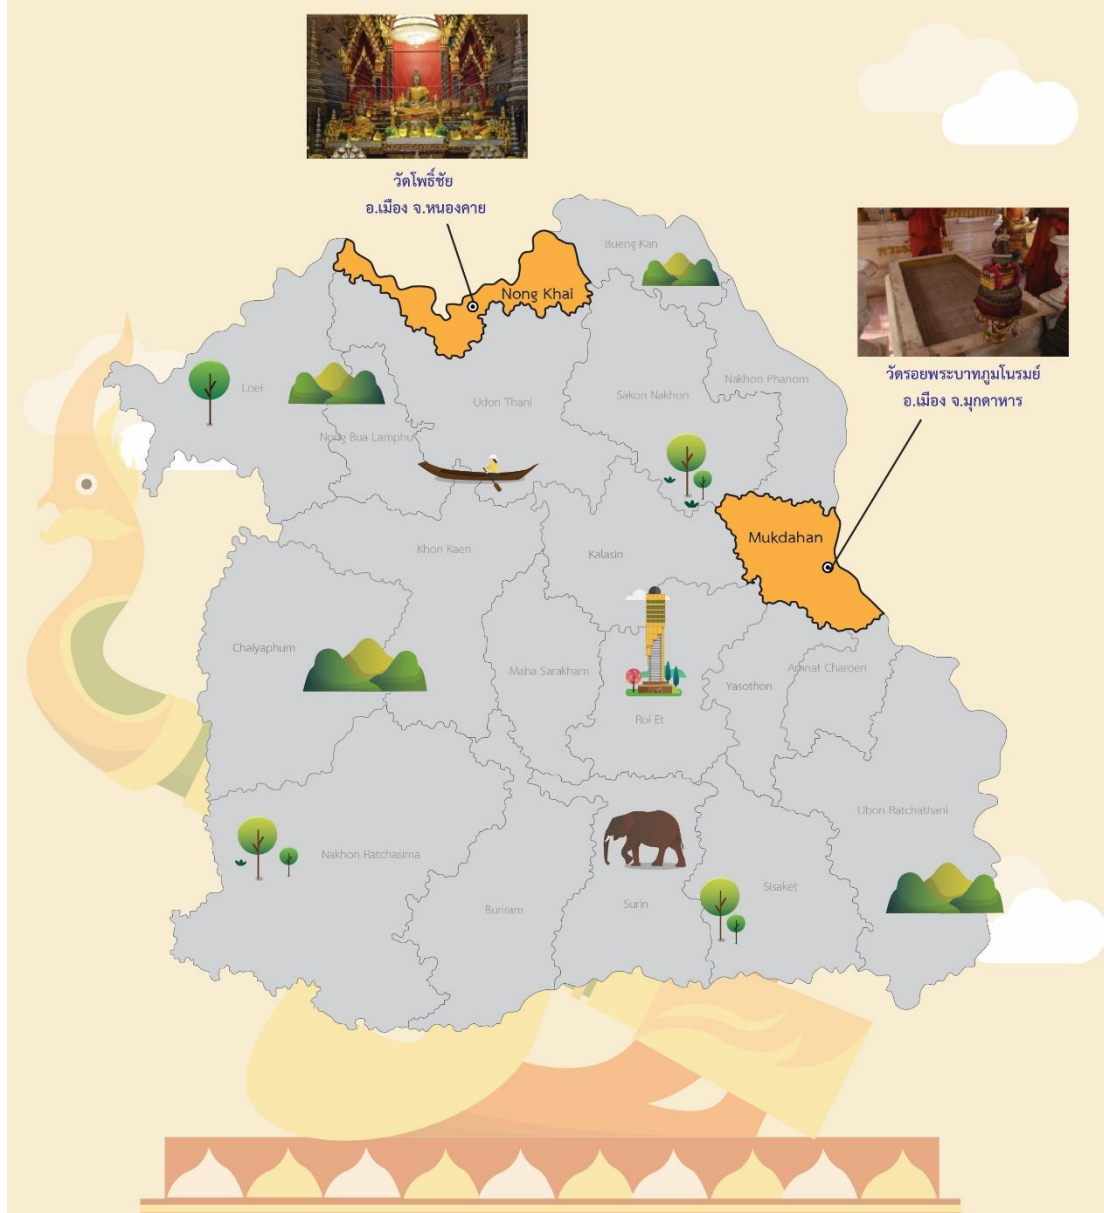 วัดโพธิ์ชัย
อ.เมือง จ.หนองคาย
Bueng Kan
Nong Khai
วัดรอยพระบาทภูมโนรมย์
อ.เมือง จ.มุกดาหาร
Loei
Udon Thani
Sakon Nakhon
Nakhon Phanom
Nong Bua Lamphu
Mukdahan
Khon Kaen
Kalasin
Chaiyaphum
Maha Sarakham
Yasothon
Amnat Charoen
Roi Et
Ubon Ratchathani
Nakhon Ratchasima
Buriram
Surin
Sisaket